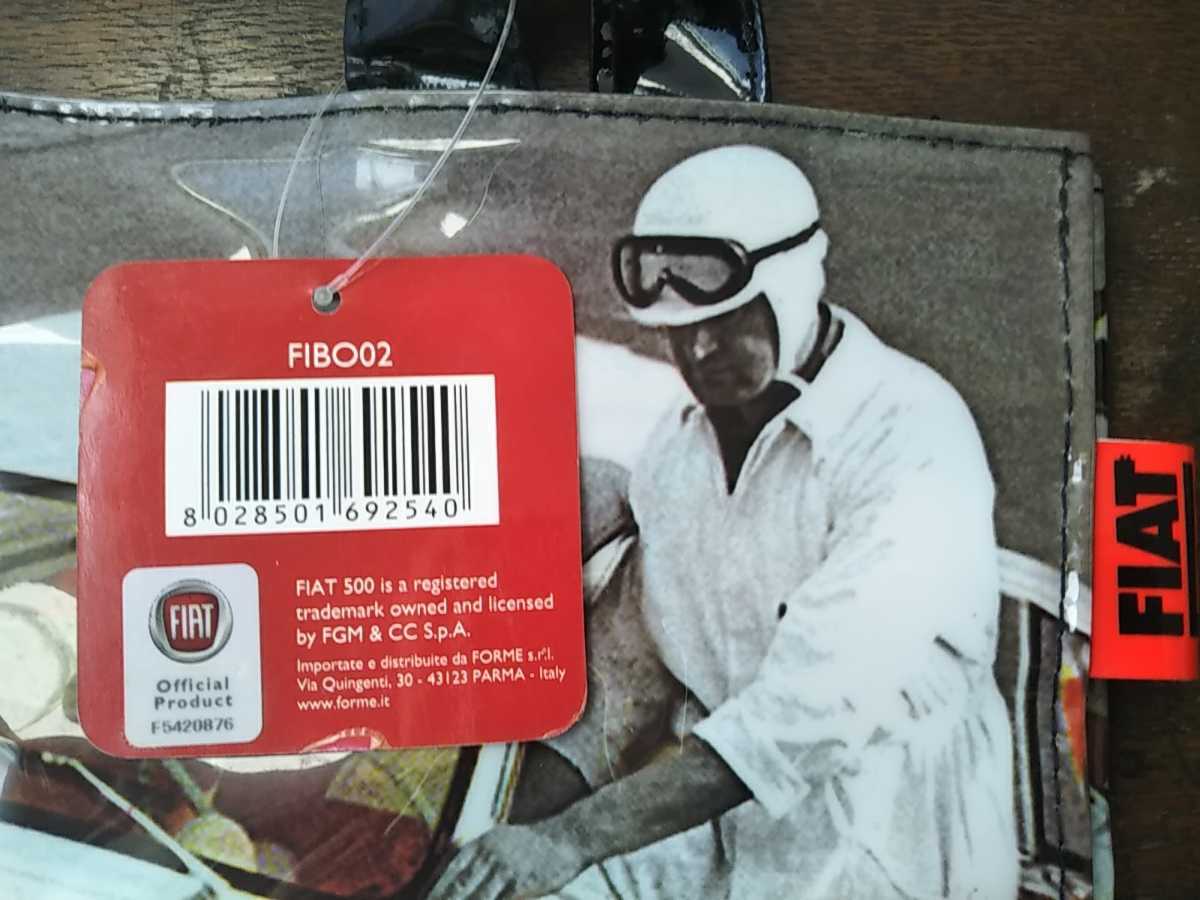 FIBO02
8 028501 692540
FIAT
Official
Product
F5420876
FIAT 500 is a registered
trademark owned and licensed
by FGM & CC S.p.A.
Importate e distribuite da FORME s.r.l.
Via Quingenti, 30 - 43123 PARMA - Italy
www.forme.it
FIAT